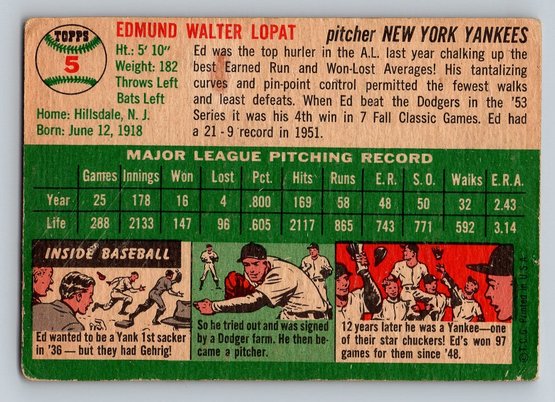 TOPPS
5
EDMUND WALTER LOPAT
pitcher NEW YORK YANKEES
Ht.: 5' 10"
Weight: 182
Throws Left
Bats Left
Home: Hillsdale, N. J.
Born: June 12, 1918
Ed was the top hurler in the A.L. last year chalking up the
best Earned Run and Won-Lost Averages! His tantalizing
curves and pin-point control permitted the fewest walks
and least defeats. When Ed beat the Dodgers in the '53
Series it was his 4th win in 7 Fall Classic Games. Ed had
a 21-9 record in 1951.
MAJOR LEAGUE PITCHING RECORD
Games Innings Won Lost Pct. Hits Runs E.R. S.O. Walks E.R.A.
Year 25 178 16 4 .800 169 58 48 50 32 2.43
Life 288 2133 147 96 .605 2117 865 743 771 592 3.14
INSIDE BASEBALL
Ed wanted to be a Yank 1st sacker
in '36 — but they had Gehrig!
So he tried out and was signed
by a Dodger farm. He then be-
came a pitcher.
12 years later he was a Yankee—one
of their star chuckers! Ed's won 97
games for them since '48.
©T.C.G. Printed in U.S.A.